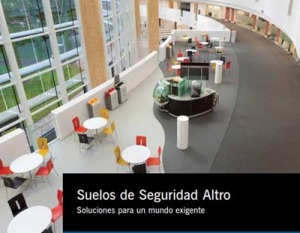 Suelos de Seguridad Altro
Soluciones para un mundo exigente